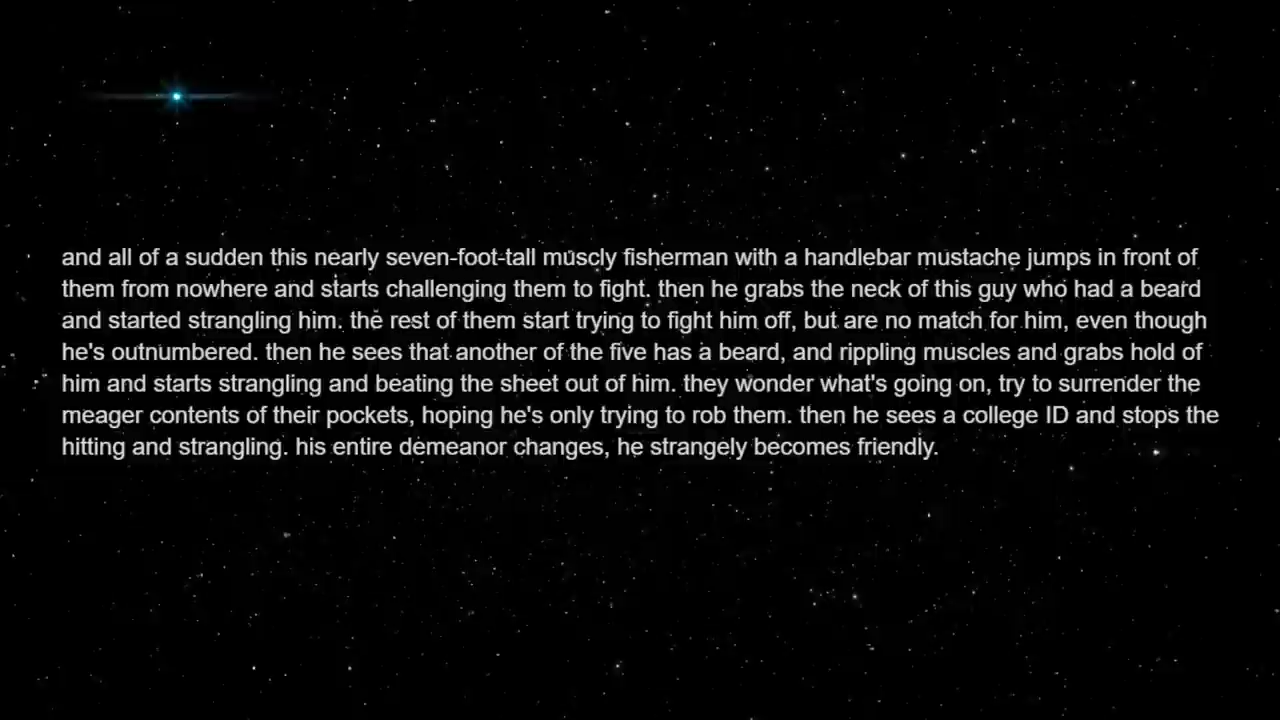 and all of a sudden this nearly seven-foot-tall muscly fisherman with a handlebar mustache jumps in front of
them from nowhere and starts challenging them to fight. then he grabs the neck of this guy who had a beard
and started strangling him. the rest of them start trying to fight him off, but are no match for him, even though
he's outnumbered. then he sees that another of the five has a beard, and rippling muscles and grabs hold of
him and starts strangling and beating the sheet out of him. they wonder what's going on, try to surrender the
meager contents of their pockets, hoping he's only trying to rob them. then he sees a college ID and stops the
hitting and strangling. his entire demeanor changes, he strangely becomes friendly.